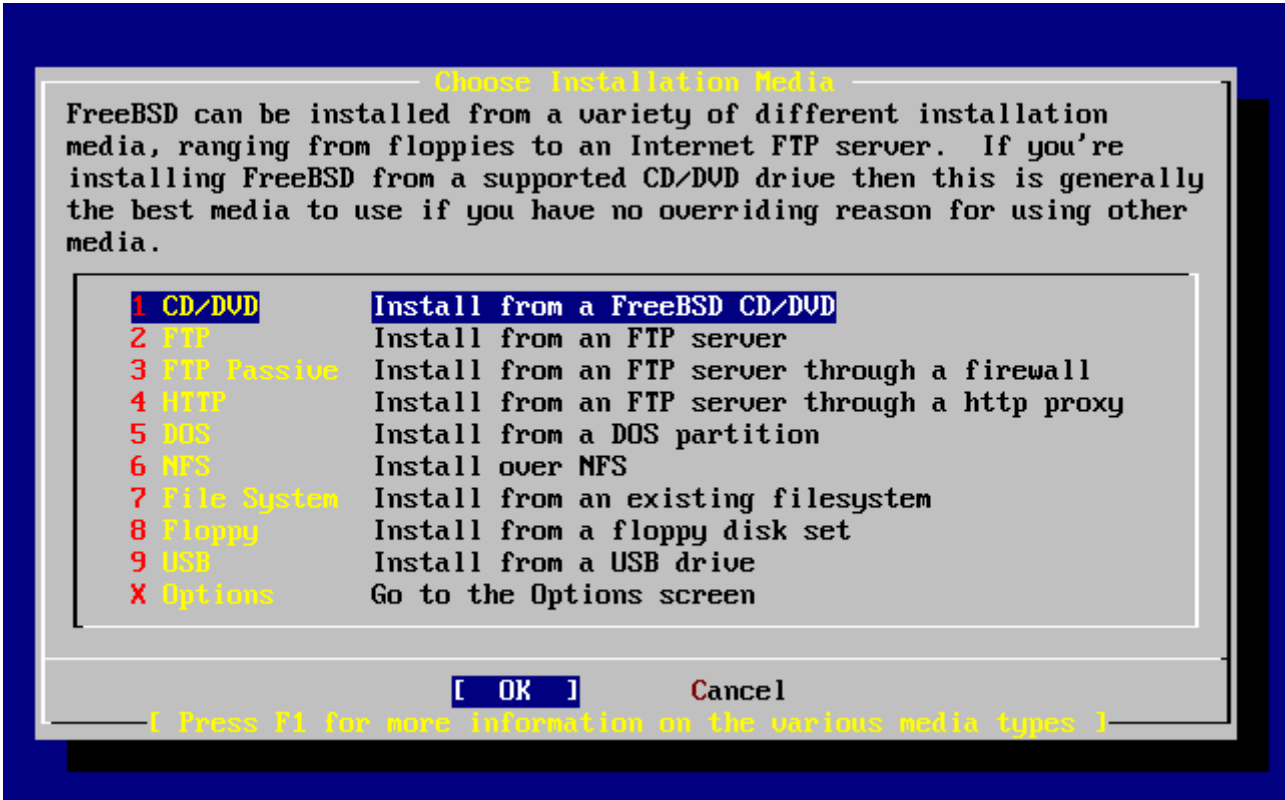 Choose Installation Media
FreeBSD can be installed from a variety of different installation
media, ranging from floppies to an Internet FTP server.  If you're
installing FreeBSD from a supported CD/DVD drive then this is generally
the best media to use if you have no overriding reason for using other
media.
1 CD/DVD Install from a FreeBSD CD/DVD
2 FTP Install from an FTP server
3 FTP Passive Install from an FTP server through a firewall
4 HTTP Install from an FTP server through a http proxy
5 DOS Install from a DOS partition
6 NFS Install over NFS
7 File System Install from an existing filesystem
8 Floppy Install from a floppy disk set
9 USB Install from a USB drive
X Options Go to the Options screen
[ OK ] Cancel
[ Press F1 for more information on the various media types ]